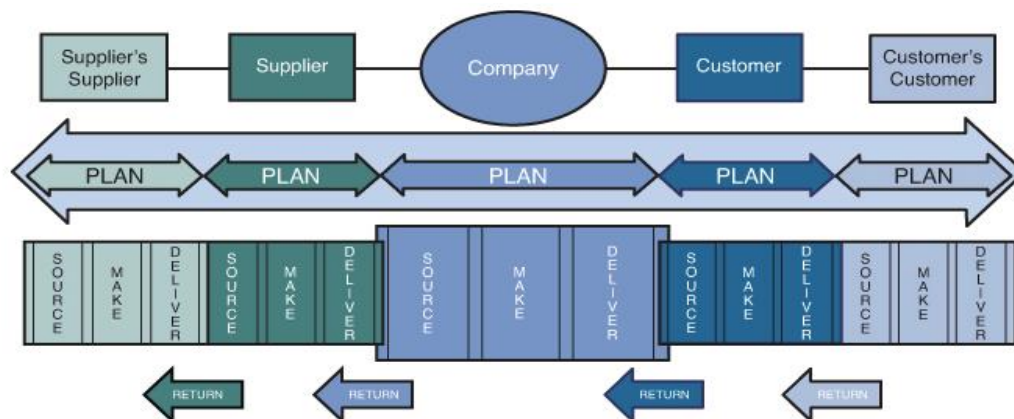 Supplier's
Supplier
Supplier
Company
Customer
Customer's
Customer
PLAN
PLAN
PLAN
PLAN
PLAN
SOURCE
MAKE
DELIVER
SOURCE
MAKE
DELIVER
SOURCE
MAKE
DELIVER
SOURCE
MAKE
DELIVER
SOURCE
MAKE
DELIVER
RETURN
RETURN
RETURN
RETURN